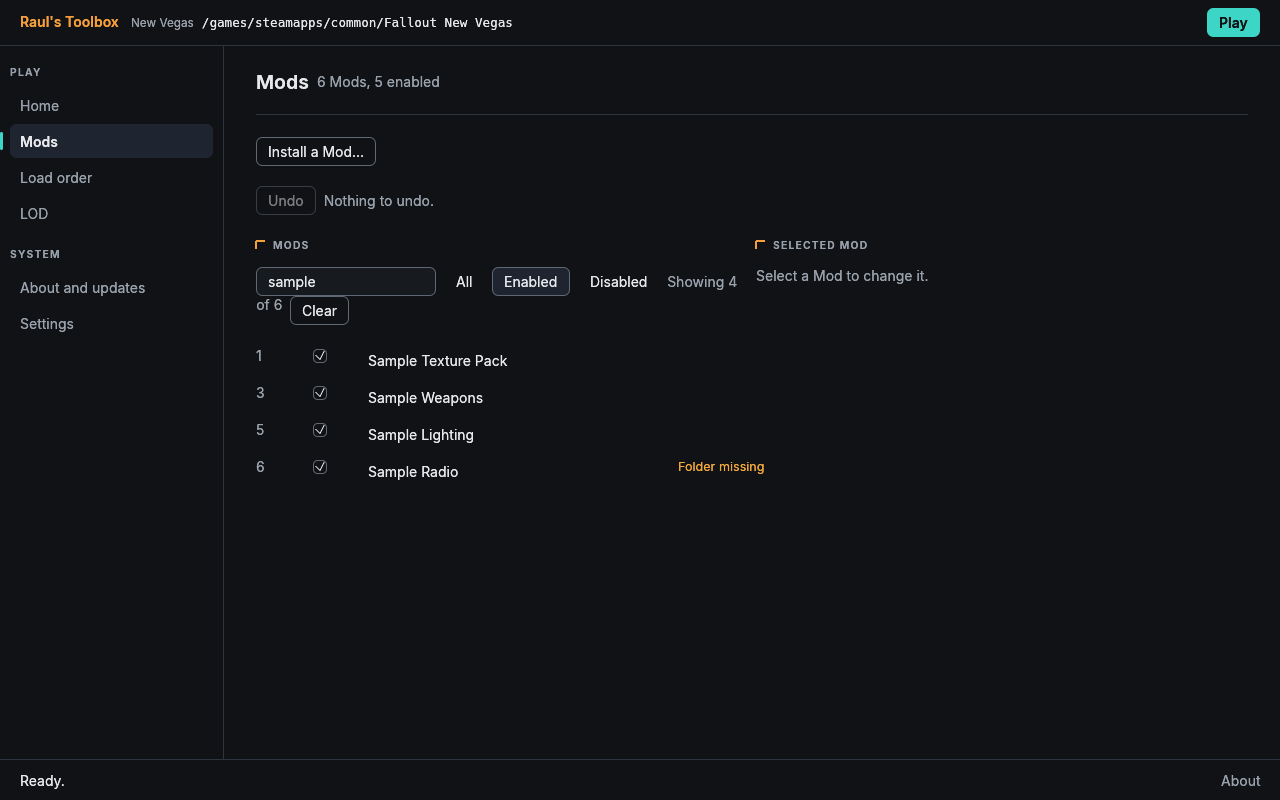 Raul's Toolbox New Vegas /games/steamapps/common/Fallout New Vegas Play
PLAY
Home
Mods
Load order
LOD
SYSTEM
About and updates
Settings
Mods 6 Mods, 5 enabled
Install a Mod...
Undo Nothing to undo.
MODS
sample All Enabled Disabled Showing 4
of 6 Clear
1 Sample Texture Pack
3 Sample Weapons
5 Sample Lighting
6 Sample Radio Folder missing
SELECTED MOD
Select a Mod to change it.
Ready. About